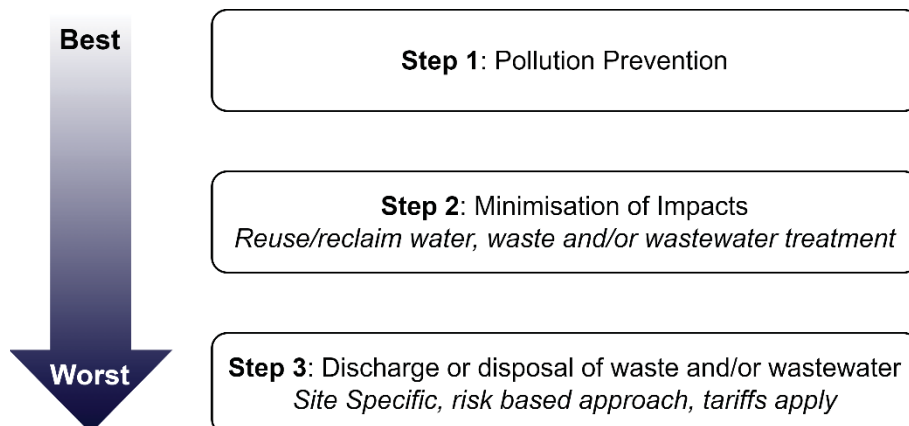 Best
Step 1: Pollution Prevention
Step 2: Minimisation of Impacts
Reuse/reclaim water, waste and/or wastewater treatment
Worst
Step 3: Discharge or disposal of waste and/or wastewater
Site Specific, risk based approach, tariffs apply